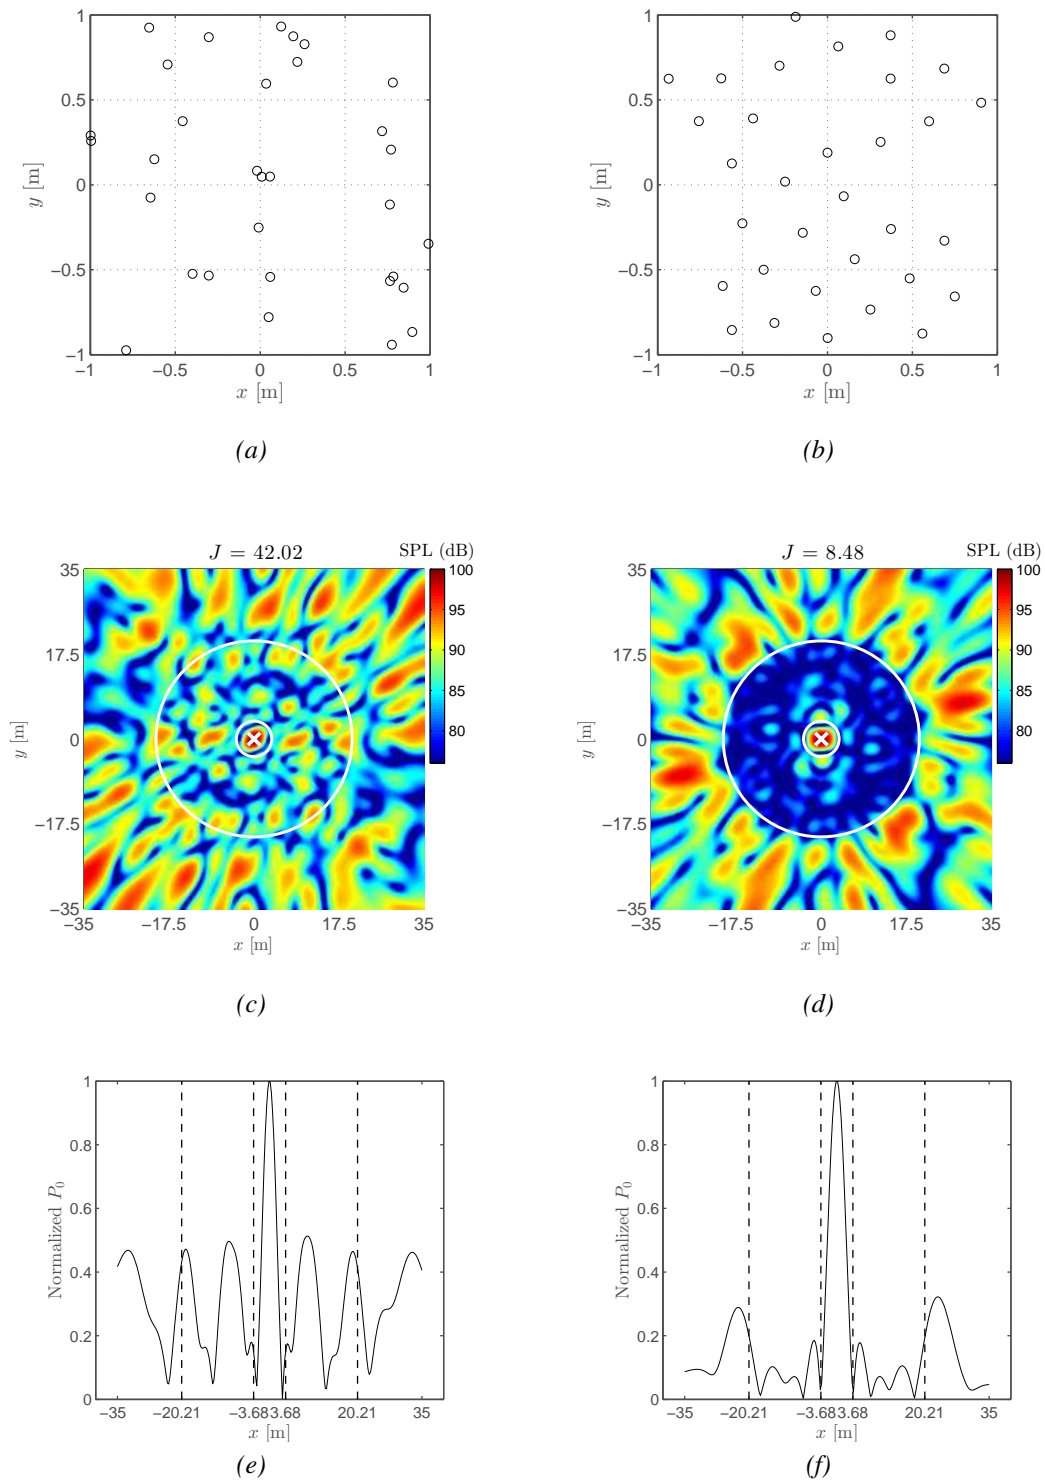 1
0.5
0
−0.5
−1
y [m]
−1 −0.5 0 0.5 1
x [m]
(a)
1
0.5
0
−0.5
−1
y [m]
−1 −0.5 0 0.5 1
x [m]
(b)
J = 42.02
SPL (dB)
35
17.5
0
−17.5
−35
y [m]
−35 −17.5 0 17.5 35
x [m]
100
95
90
85
80
(c)
J = 8.48
SPL (dB)
35
17.5
0
−17.5
−35
y [m]
−35 −17.5 0 17.5 35
x [m]
100
95
90
85
80
(d)
1
0.8
0.6
0.4
0.2
0
Normalized P₀
−35 −20.21 −3.683.68 20.21 35
x [m]
(e)
1
0.8
0.6
0.4
0.2
0
Normalized P₀
−35 −20.21 −3.683.68 20.21 35
x [m]
(f)